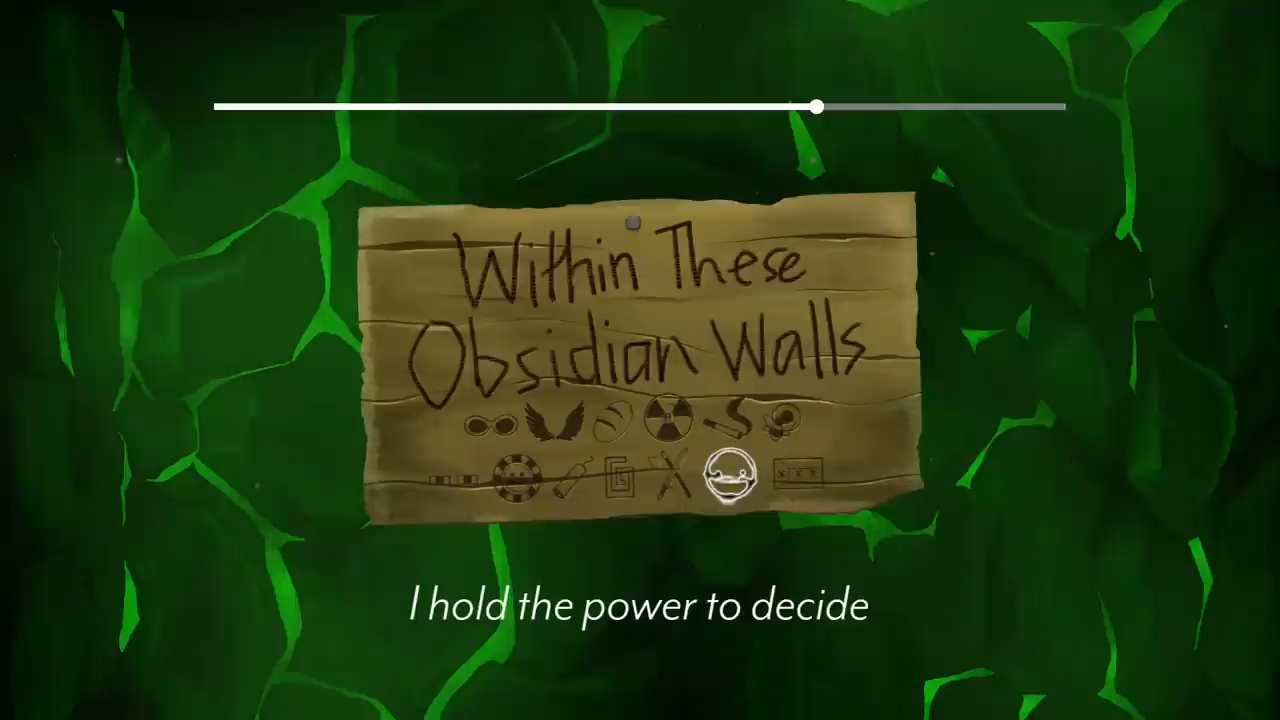 Within These
Obsidian Walls
I hold the power to decide